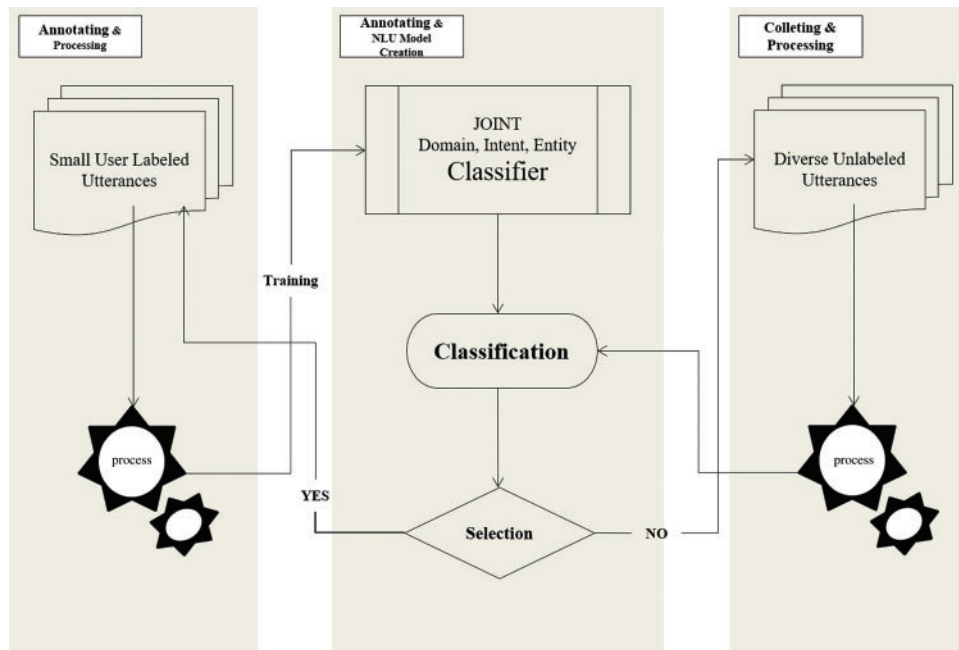 Annotating &
Processing
Annotating &
NLU Model
Creation
Colleting &
Processing
Small User Labeled
Utterances
JOINT
Domain, Intent, Entity
Classifier
Diverse Unlabeled
Utterances
Training
Classification
process
process
YES
Selection
NO